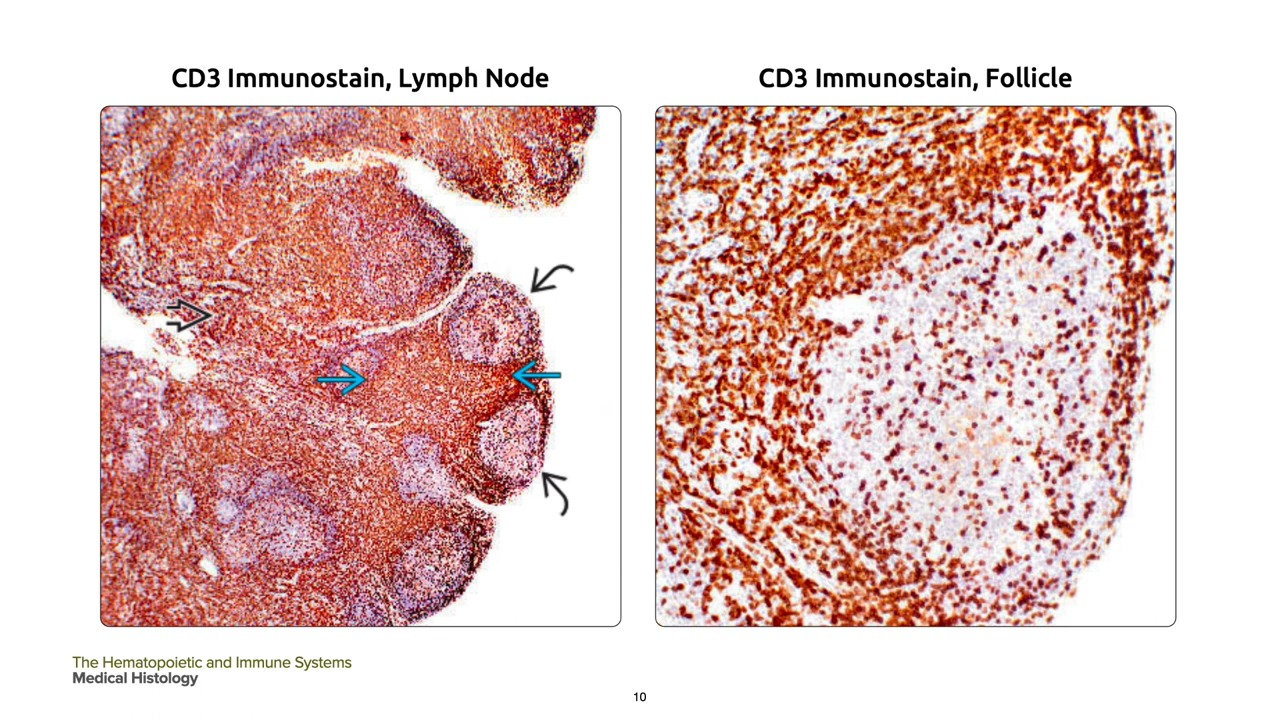 CD3 Immunostain, Lymph Node
CD3 Immunostain, Follicle
The Hematopoietic and Immune Systems
Medical Histology
10